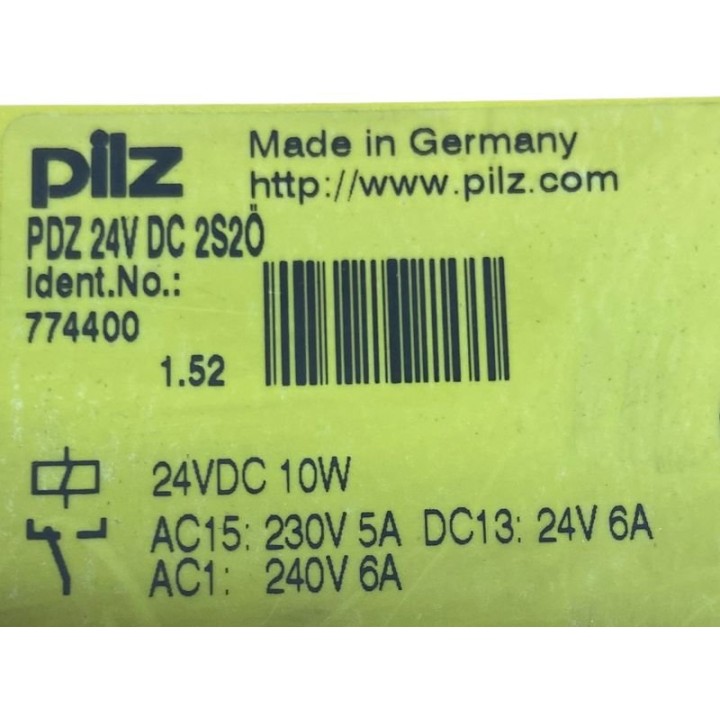 pilz
Made in Germany
http://www.pilz.com
PDZ 24V DC 2S2Ö
Ident.No.:
774400
1.52
24VDC 10W
AC15: 230V 5A DC13: 24V 6A
AC1: 240V 6A